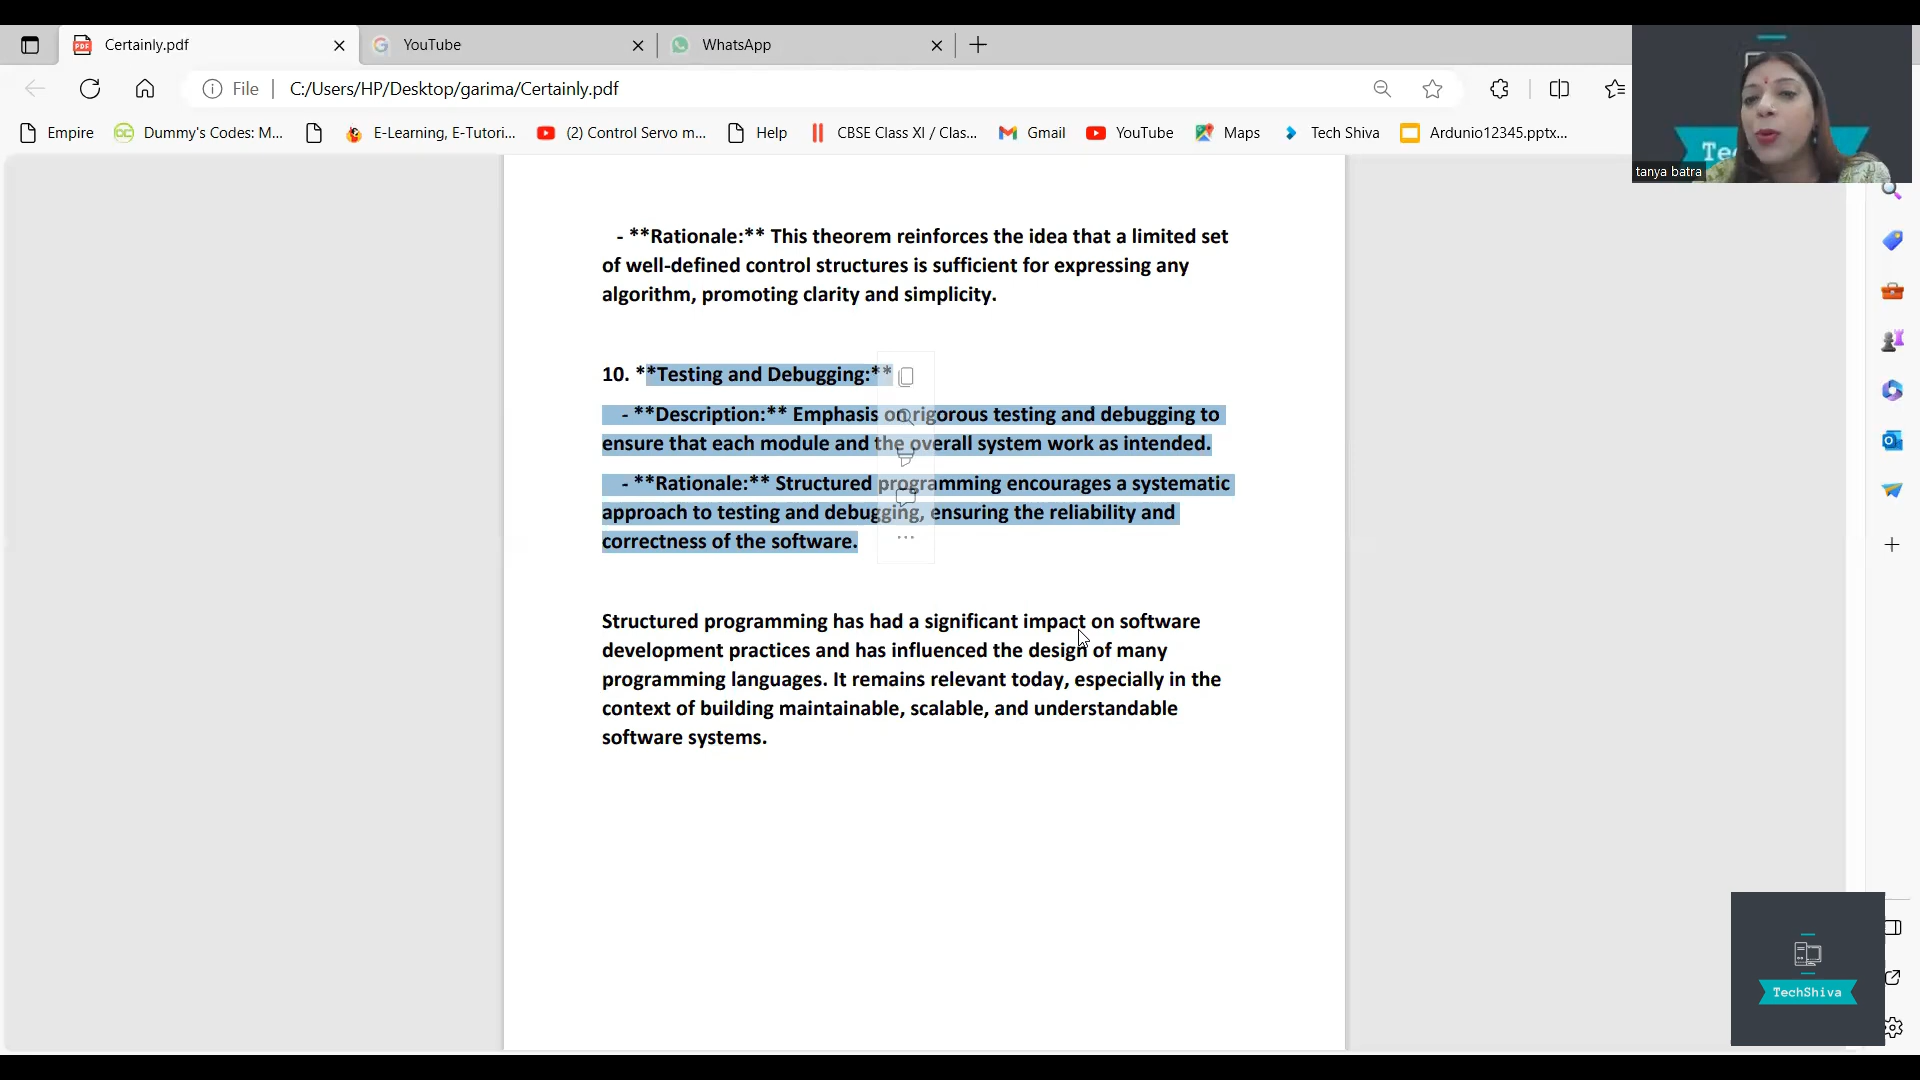 Certainly.pdf
YouTube
WhatsApp
File
C:/Users/HP/Desktop/garima/Certainly.pdf
Empire
Dummy's Codes: M...
E-Learning, E-Tutori...
(2) Control Servo m...
Help
CBSE Class XI / Clas...
Gmail
YouTube
Maps
Tech Shiva
Ardunio12345.pptx...
tanya batra
- **Rationale:** This theorem reinforces the idea that a limited set
of well-defined control structures is sufficient for expressing any
algorithm, promoting clarity and simplicity.
10. **Testing and Debugging:**
- **Description:** Emphasis on rigorous testing and debugging to
ensure that each module and the overall system work as intended.
- **Rationale:** Structured programming encourages a systematic
approach to testing and debugging, ensuring the reliability and
correctness of the software.
Structured programming has had a significant impact on software
development practices and has influenced the design of many
programming languages. It remains relevant today, especially in the
context of building maintainable, scalable, and understandable
software systems.
TechShiva